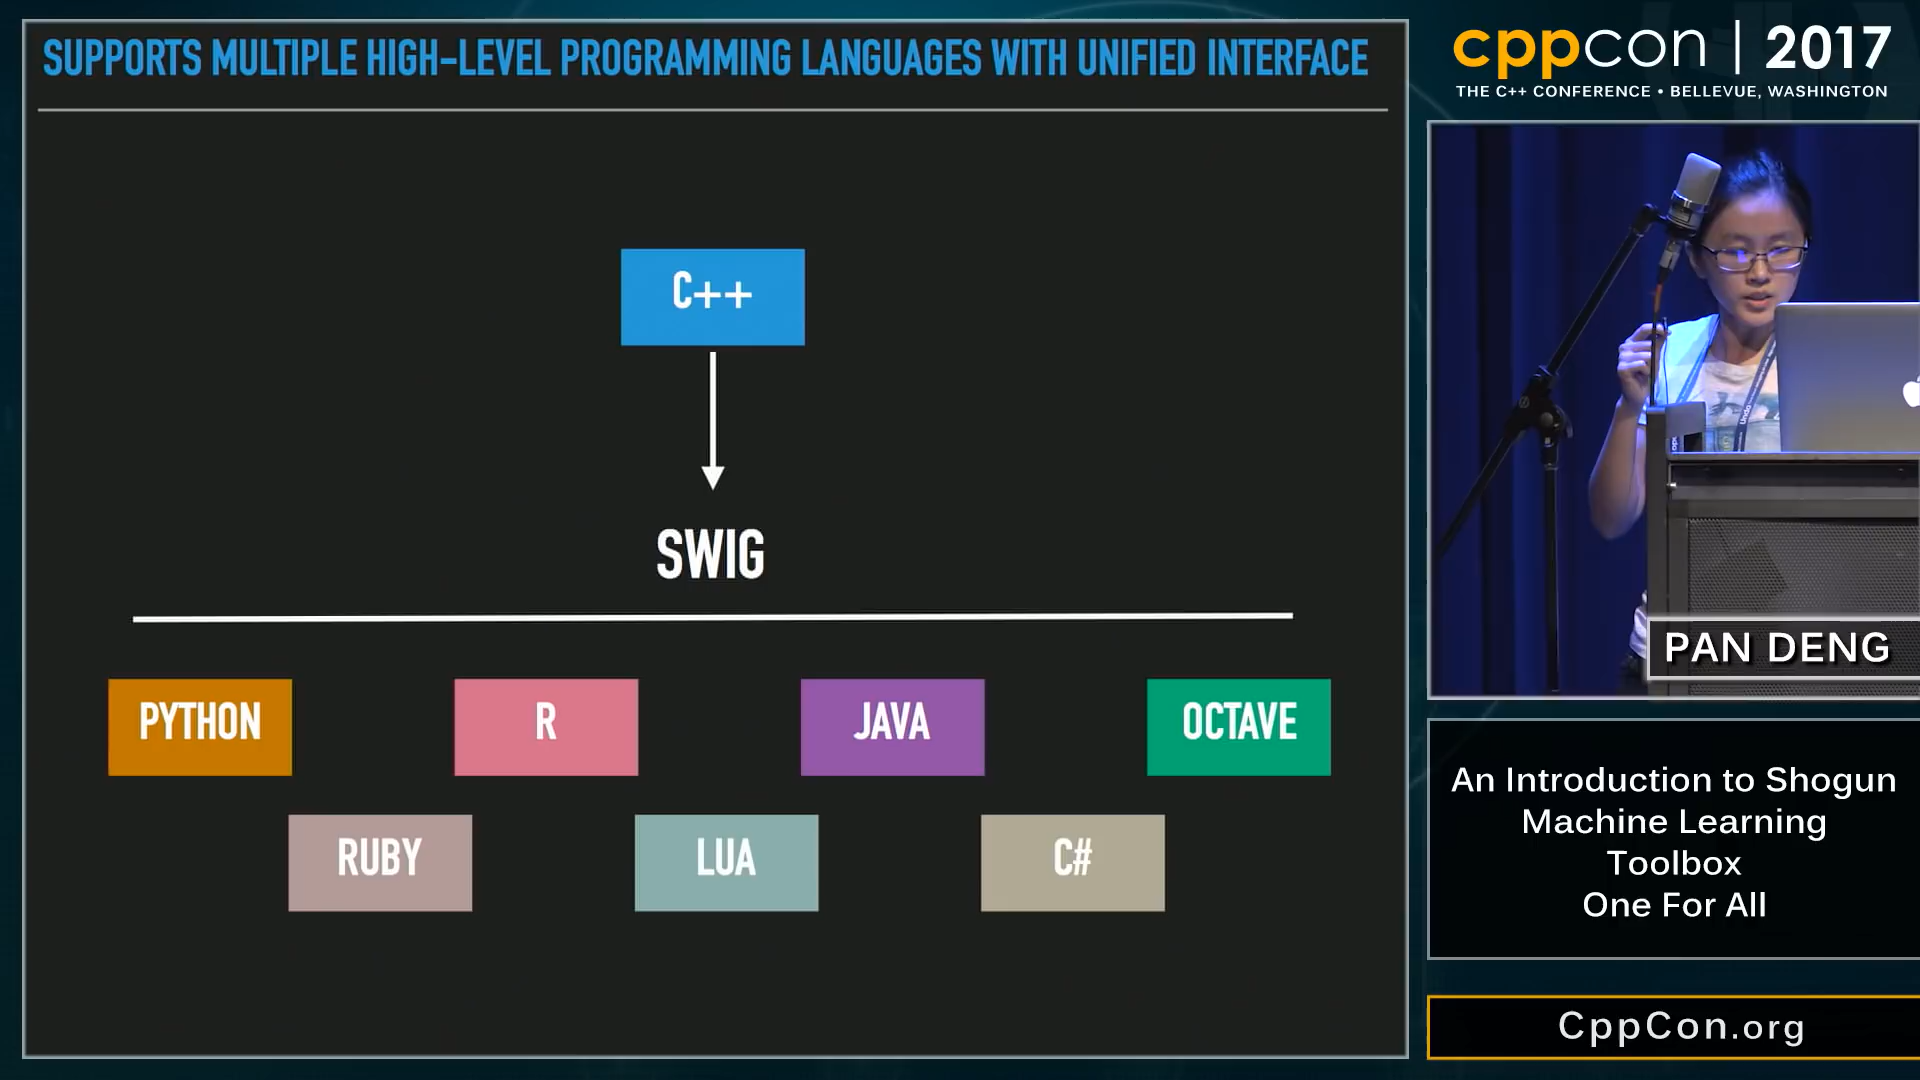 SUPPORTS MULTIPLE HIGH-LEVEL PROGRAMMING LANGUAGES WITH UNIFIED INTERFACE
C++
SWIG
PYTHON
R
JAVA
OCTAVE
RUBY
LUA
C#
cppcon | 2017
THE C++ CONFERENCE • BELLEVUE, WASHINGTON
PAN DENG
An Introduction to Shogun
Machine Learning
Toolbox
One For All
CppCon.org